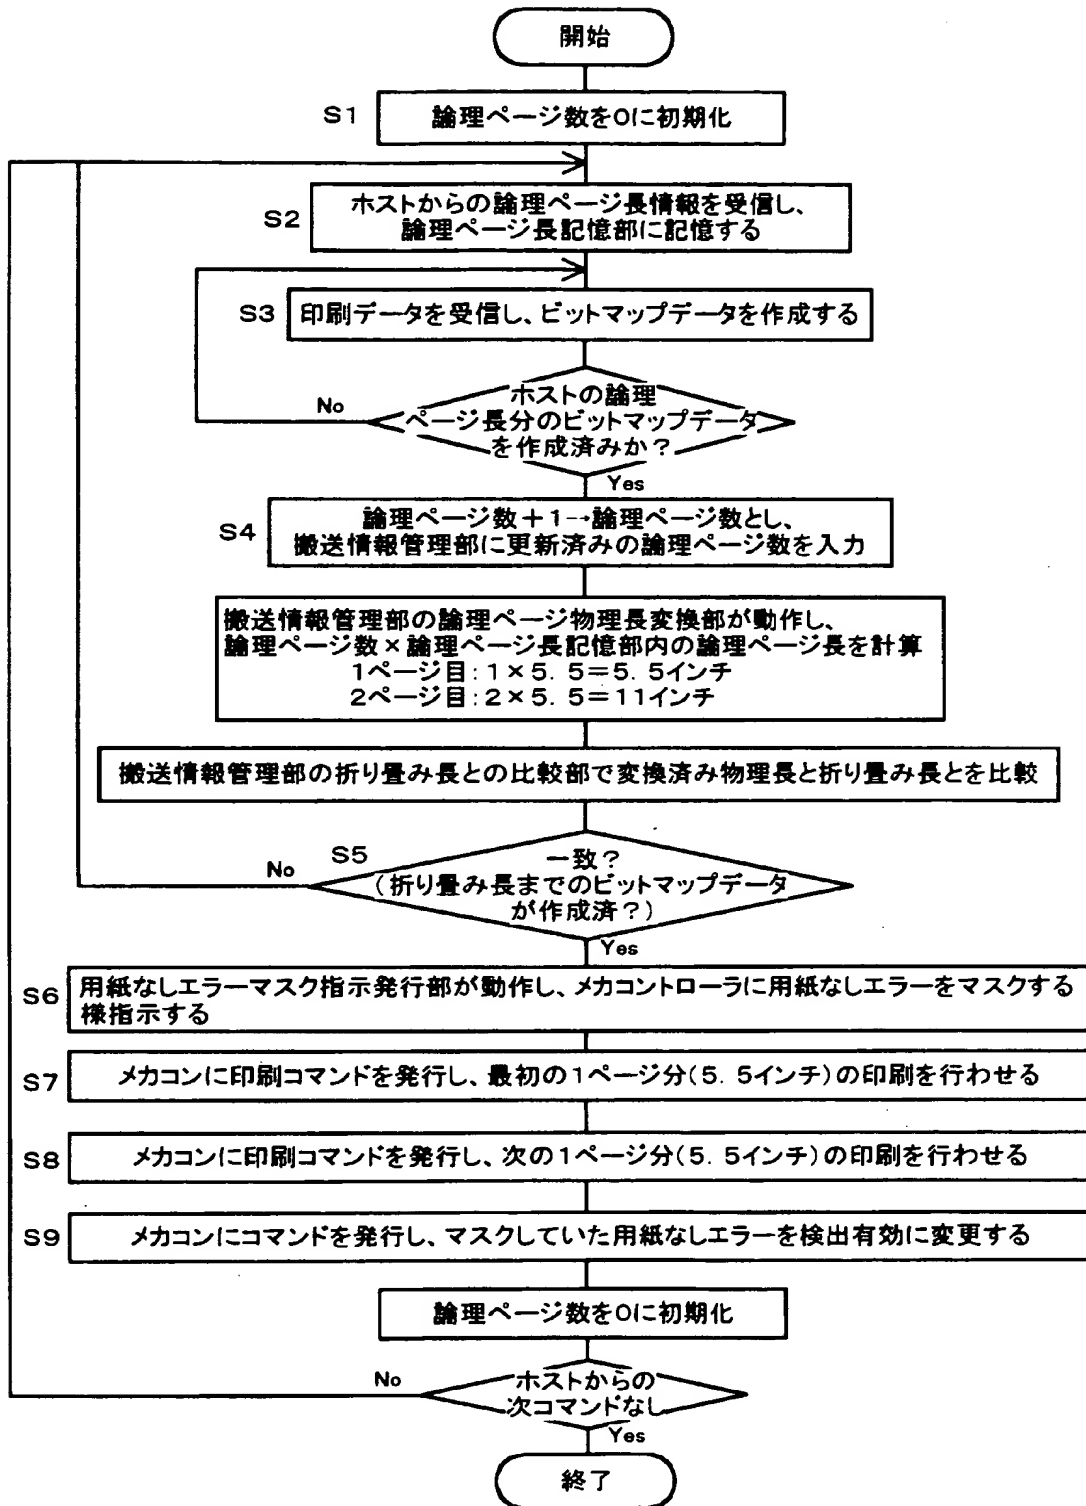 開始
S1
論理ページ数を0に初期化
S2
ホストからの論理ページ長情報を受信し、
論理ページ長記憶部に記憶する
S3
印刷データを受信し、ビットマップデータを作成する
ホストの論理
ページ長分のビットマップデータ
を作成済みか？
No
Yes
S4
論理ページ数＋1→論理ページ数とし、
搬送情報管理部に更新済みの論理ページ数を入力
搬送情報管理部の論理ページ物理長変換部が動作し、
論理ページ数×論理ページ長記憶部内の論理ページ長を計算
1ページ目：1×5．5＝5．5インチ
2ページ目：2×5．5＝11インチ
搬送情報管理部の折り畳み長との比較部で変換済み物理長と折り畳み長とを比較
S5
一致？
（折り畳み長までのビットマップデータ
が作成済？）
No
Yes
S6
用紙なしエラーマスク指示発行部が動作し、メカコントローラに用紙なしエラーをマスクする
様指示する
S7
メカコンに印刷コマンドを発行し、最初の1ページ分（5．5インチ）の印刷を行わせる
S8
メカコンに印刷コマンドを発行し、次の1ページ分（5．5インチ）の印刷を行わせる
S9
メカコンにコマンドを発行し、マスクしていた用紙なしエラーを検出有効に変更する
論理ページ数を0に初期化
ホストからの
次コマンドなし
No
Yes
終了